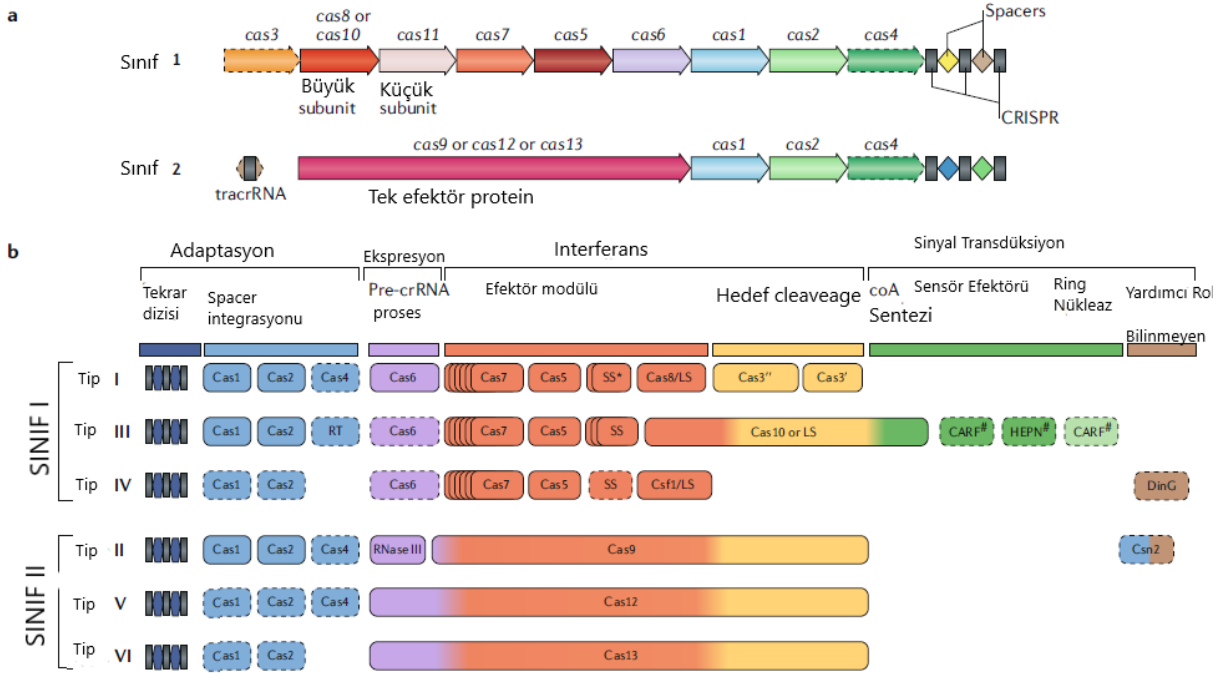 a
Sınıf 1
cas3
cas8 or
cas10
cas11
cas7
cas5
cas6
cas1
cas2
cas4
Spacers
Büyük
subunit
Küçük
subunit
CRISPR
Sınıf 2
tracrRNA
cas9 or cas12 or cas13
cas1
cas2
cas4
Tek efektör protein
b
Adaptasyon
Ekspresyon
Interferans
Sinyal Transdüksiyon
Tekrar
dizisi
Spacer
integrasyonu
Pre-crRNA
proses
Efektör modülü
Hedef cleaveage
coA
Sentezi
Sensör Efektörü
Ring
Nükleaz
Yardımcı Rol
Bilinmeyen
SINIF I
Tip I
Cas1
Cas2
Cas4
Cas6
Cas7
Cas5
SS*
Cas8/LS
Cas3″
Cas3′
Tip III
Cas1
Cas2
RT
Cas6
Cas7
Cas5
SS
Cas10 or LS
CARF#
HEPN#
CARF#
Tip IV
Cas1
Cas2
Cas6
Cas7
Cas5
SS
Csf1/LS
DinG
SINIF II
Tip II
Cas1
Cas2
Cas4
RNase III
Cas9
Csn2
Tip V
Cas1
Cas2
Cas4
Cas12
Tip VI
Cas1
Cas2
Cas13